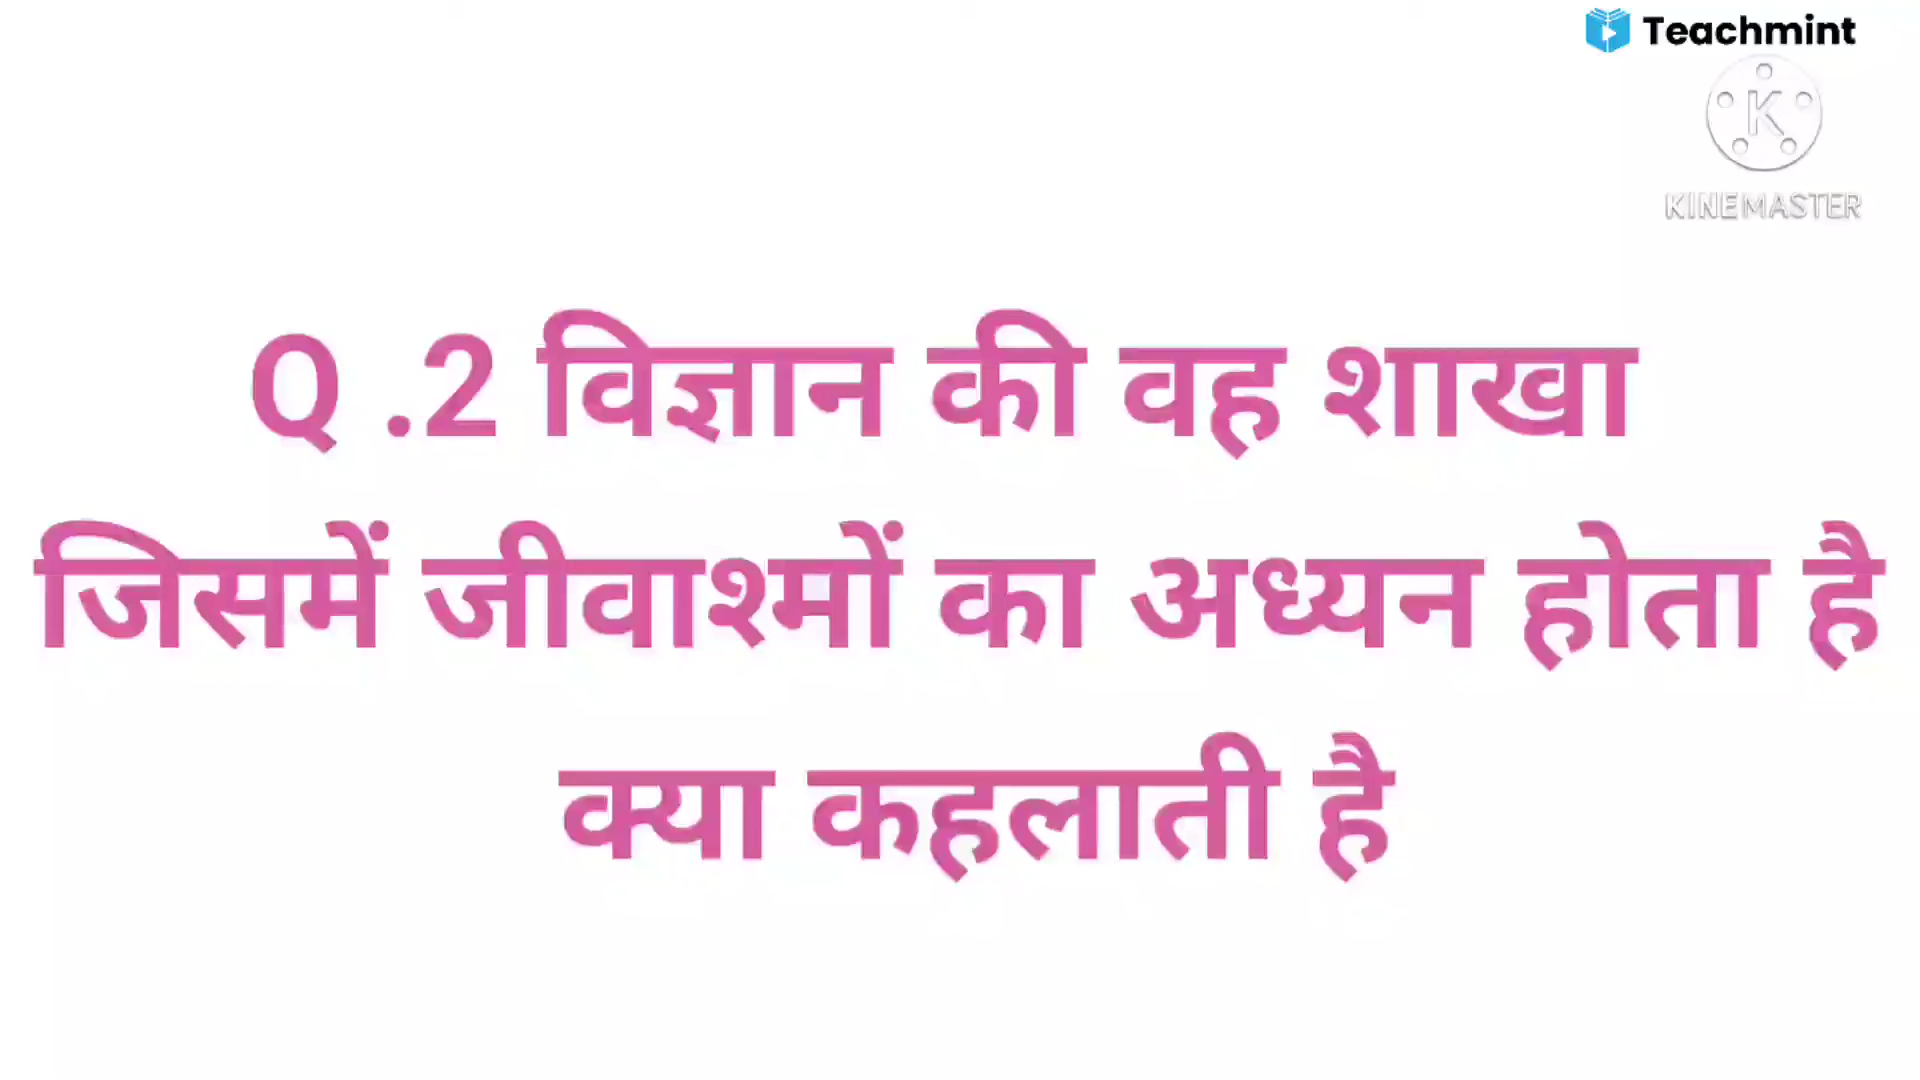 Teachmint
K
KINEMASTER
Q .2 विज्ञान की वह शाखा
जिसमें जीवाश्मों का अध्यन होता है
क्या कहलाती है